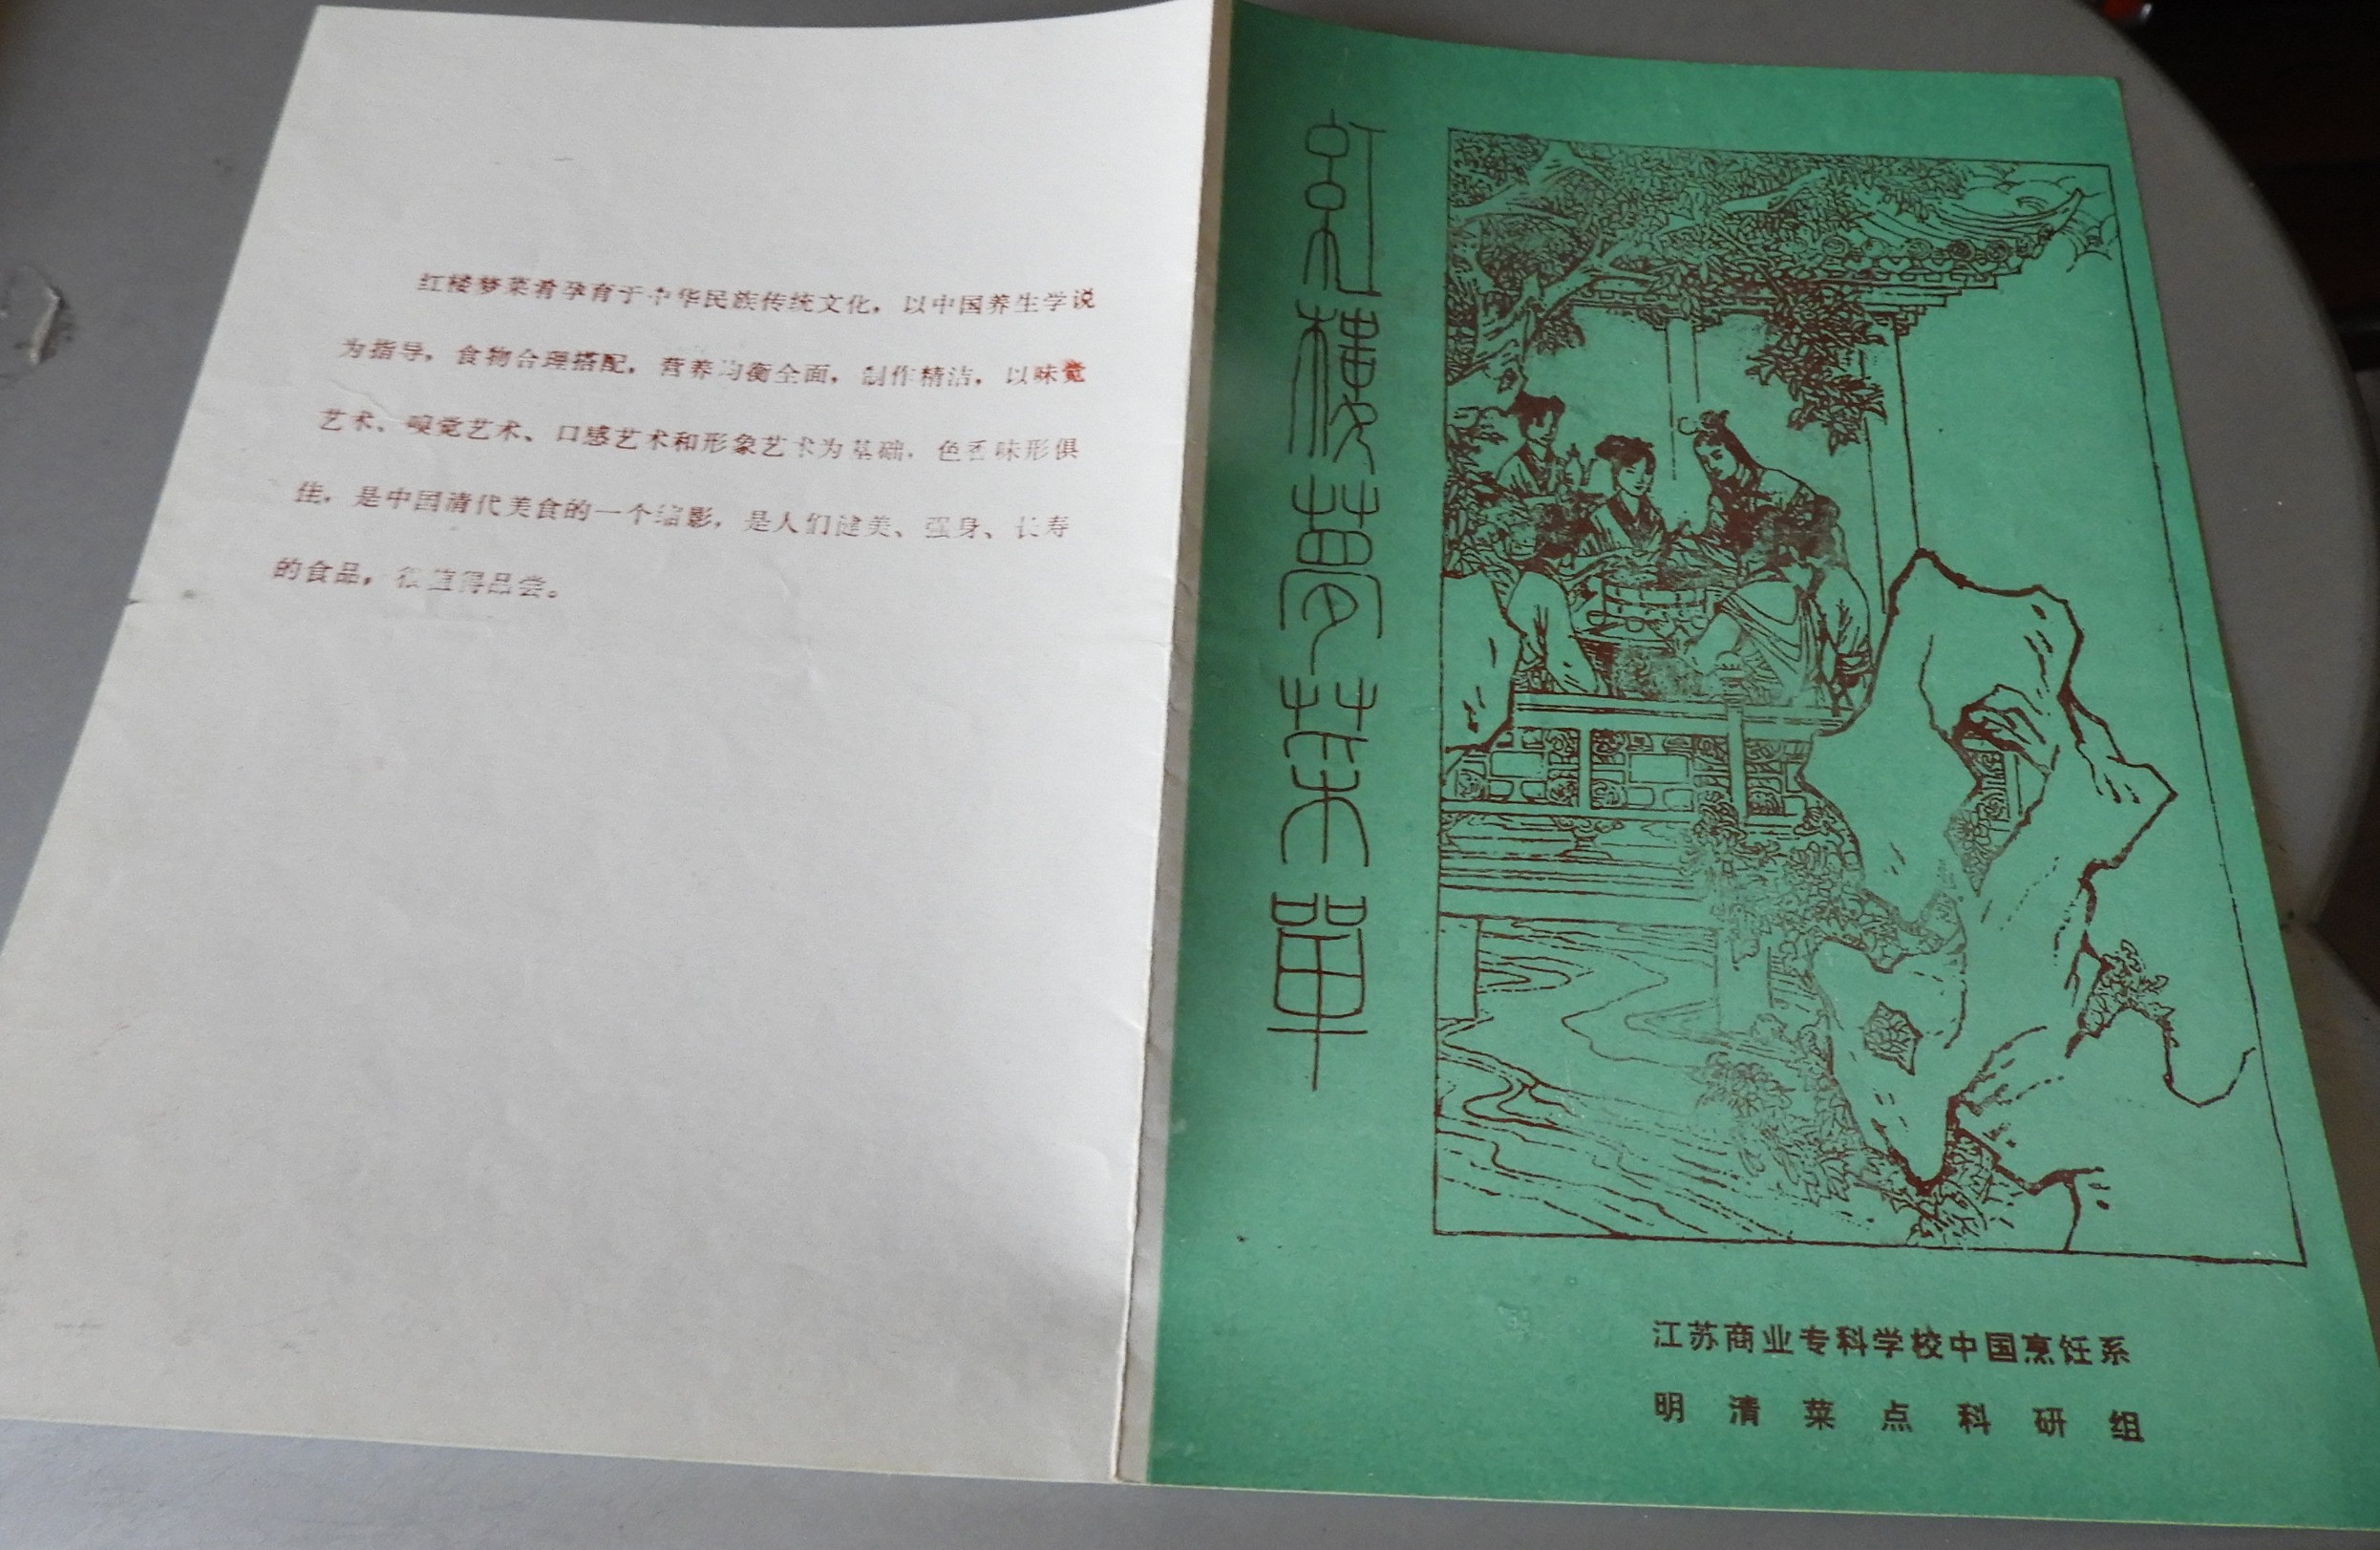 红楼梦菜肴孕育于中华民族传统文化，以中国养生学说
为指导，食物合理搭配，营养均衡全面，制作精洁，以味觉
艺术、嗅觉艺术、口感艺术和形象艺术为基础，色香味形俱
佳，是中国清代美食的一个缩影，是人们健美、强身、长寿
的食品，很值得品尝。
紅樓夢菜單
江苏商业专科学校中国烹饪系
明清菜点科研组